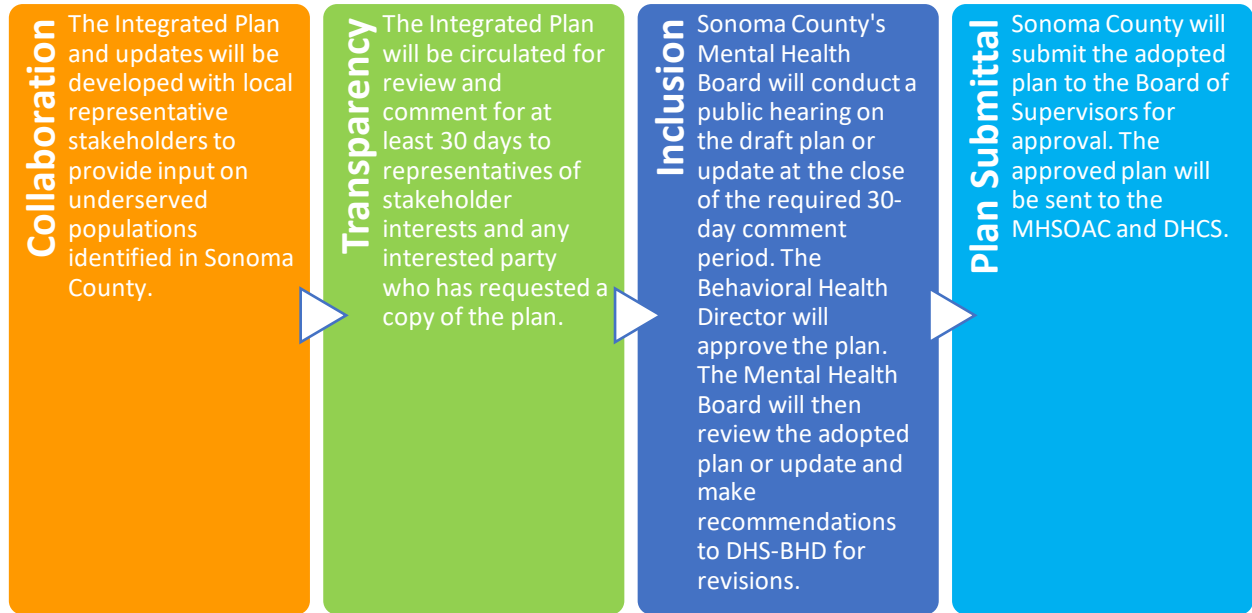 Collaboration
The Integrated Plan
and updates will be
developed with local
representative
stakeholders to
provide input on
underserved
populations
identified in Sonoma
County.
Transparency
The Integrated Plan
will be circulated for
review and
comment for at
least 30 days to
representatives of
stakeholder
interests and any
interested party
who has requested a
copy of the plan.
Inclusion
Sonoma County's
Mental Health
Board will conduct a
public hearing on
the draft plan or
update at the close
of the required 30-
day comment
period. The
Behavioral Health
Director will
approve the plan.
The Mental Health
Board will then
review the adopted
plan or update and
make
recommendations
to DHS-BHD for
revisions.
Plan Submittal
Sonoma County will
submit the adopted
plan to the Board of
Supervisors for
approval. The
approved plan will
be sent to the
MHSOAC and DHCS.